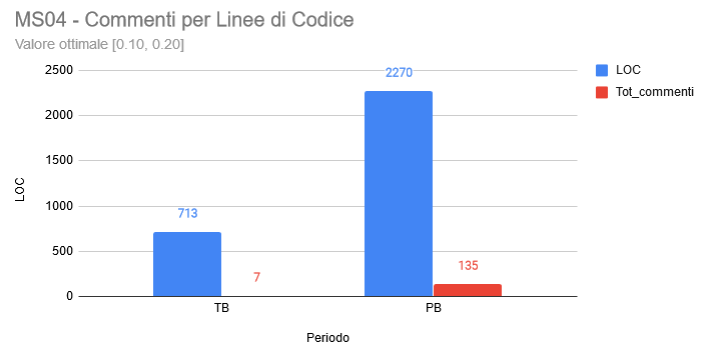 MS04 - Commenti per Linee di Codice
Valore ottimale [0.10, 0.20]
2500
2000
1500
1000
500
0
LOC
713
7
2270
135
TB
PB
Periodo
LOC
Tot_commenti